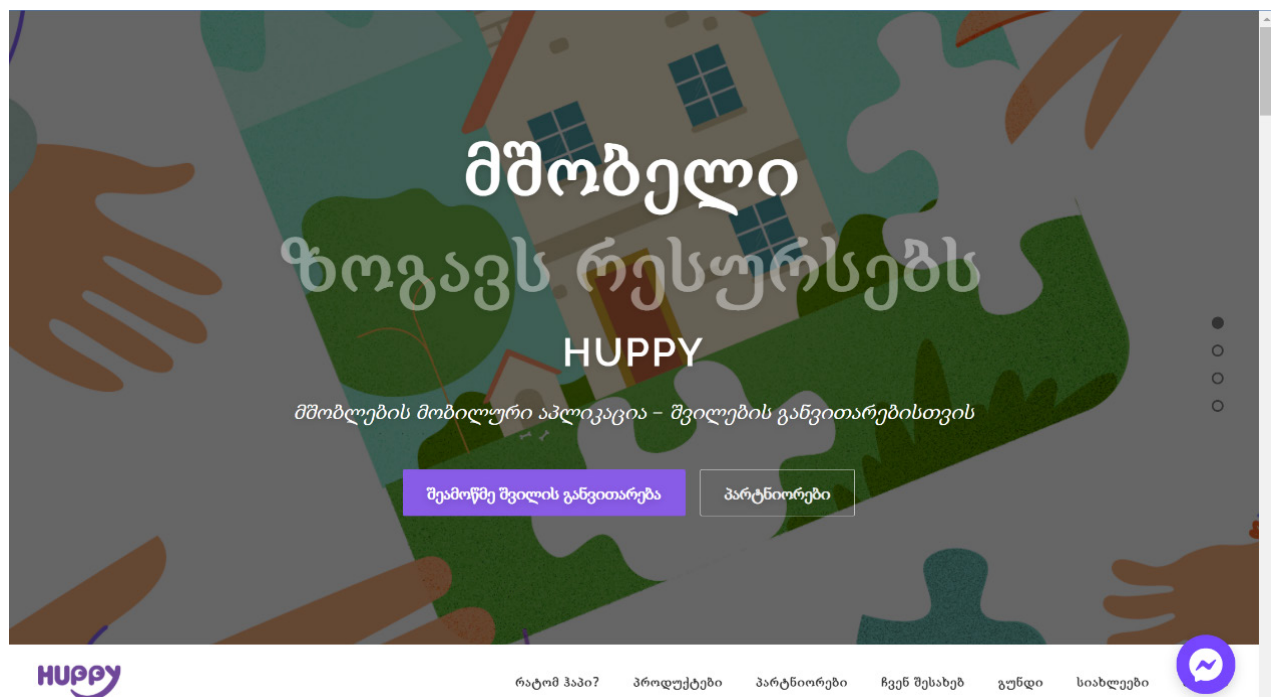 მშობელი
ზოგავს რესურსებს
HUPPY
მშობლების მობილური აპლიკაცია – შვილების განვითარებისთვის
შეამოწმე შვილის განვითარება
პარტნიორები
HUPPY
რატომ ჰაპი? პროდუქტები პარტნიორები ჩვენ შესახებ გუნდი სიახლეები